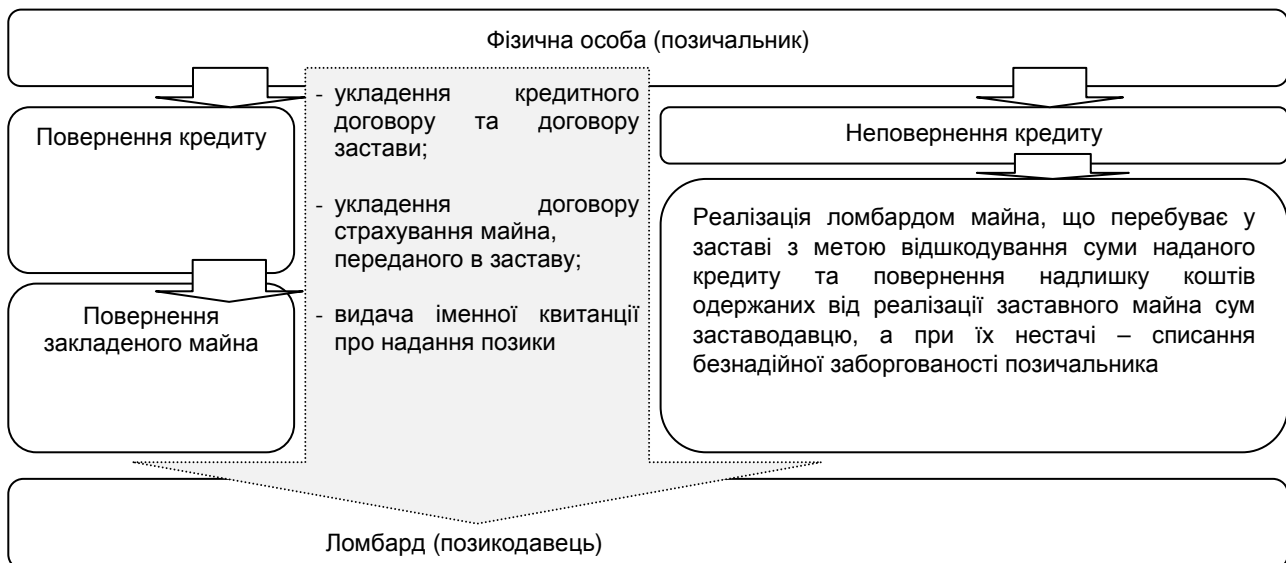 Фізична особа (позичальник)
Повернення кредиту
Повернення
закладеного майна
- укладення кредитного
договору та договору
застави;
- укладення договору
страхування майна,
переданого в заставу;
- видача іменної квитанції
про надання позики
Неповернення кредиту
Реалізація ломбардом майна, що перебуває у
заставі з метою відшкодування суми наданого
кредиту та повернення надлишку коштів
одержаних від реалізації заставного майна сум
заставодавцю, а при їх нестачі – списання
безнадійної заборгованості позичальника
Ломбард (позикодавець)